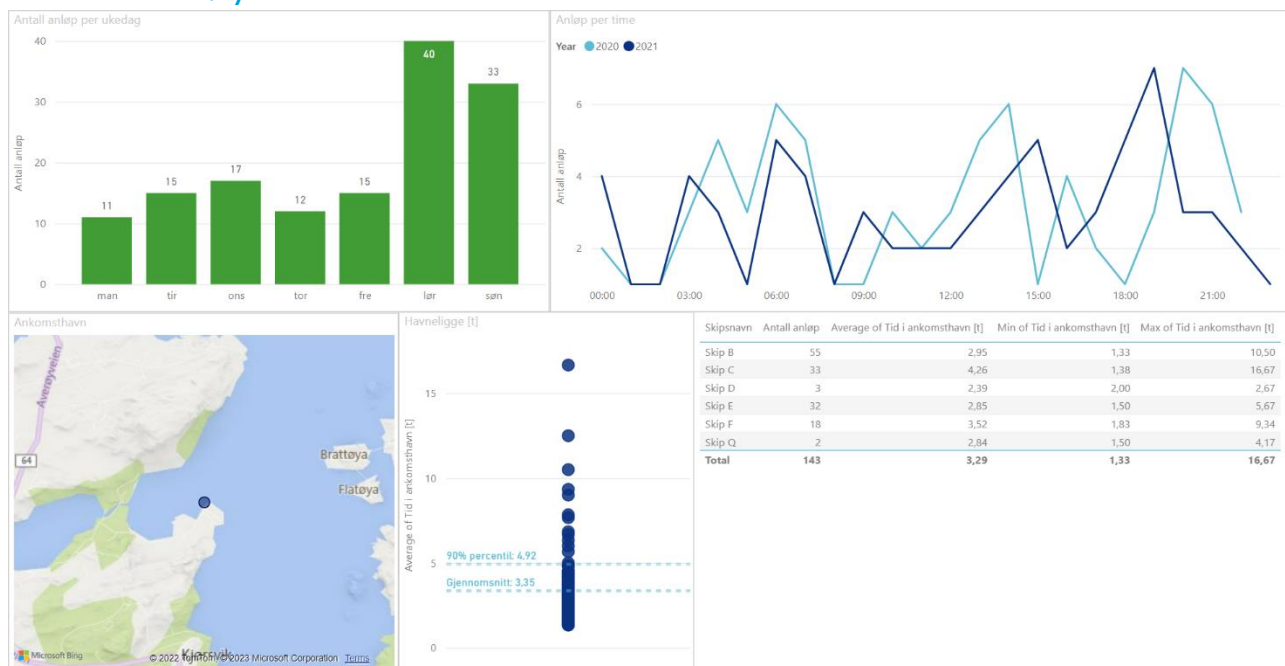 Antall anløp per ukedag
40
30
20
10
0
Antall anløp
11
15
17
12
15
40
33
man tir ons tor fre lør søn
Anløp per time
Year 2020 2021
6
4
2
Antall anløp
00:00 03:00 06:00 09:00 12:00 15:00 18:00 21:00
Ankomsthavn
Averøyveien
64
Brattøya
Flatøya
Kjørsvik
Microsoft Bing
© 2022 TomTom, © 2023 Microsoft Corporation Terms
Havneligge [t]
Average of Tid i ankomsthavn [t]
15
10
5
0
90% percentil: 4,92
Gjennomsnitt: 3,35
Skipsnavn Antall anløp Average of Tid i ankomsthavn [t] Min of Tid i ankomsthavn [t] Max of Tid i ankomsthavn [t]
Skip B 55 2,95 1,33 10,50
Skip C 33 4,26 1,38 16,67
Skip D 3 2,39 2,00 2,67
Skip E 32 2,85 1,50 5,67
Skip F 18 3,52 1,83 9,34
Skip Q 2 2,84 1,50 4,17
Total 143 3,29 1,33 16,67